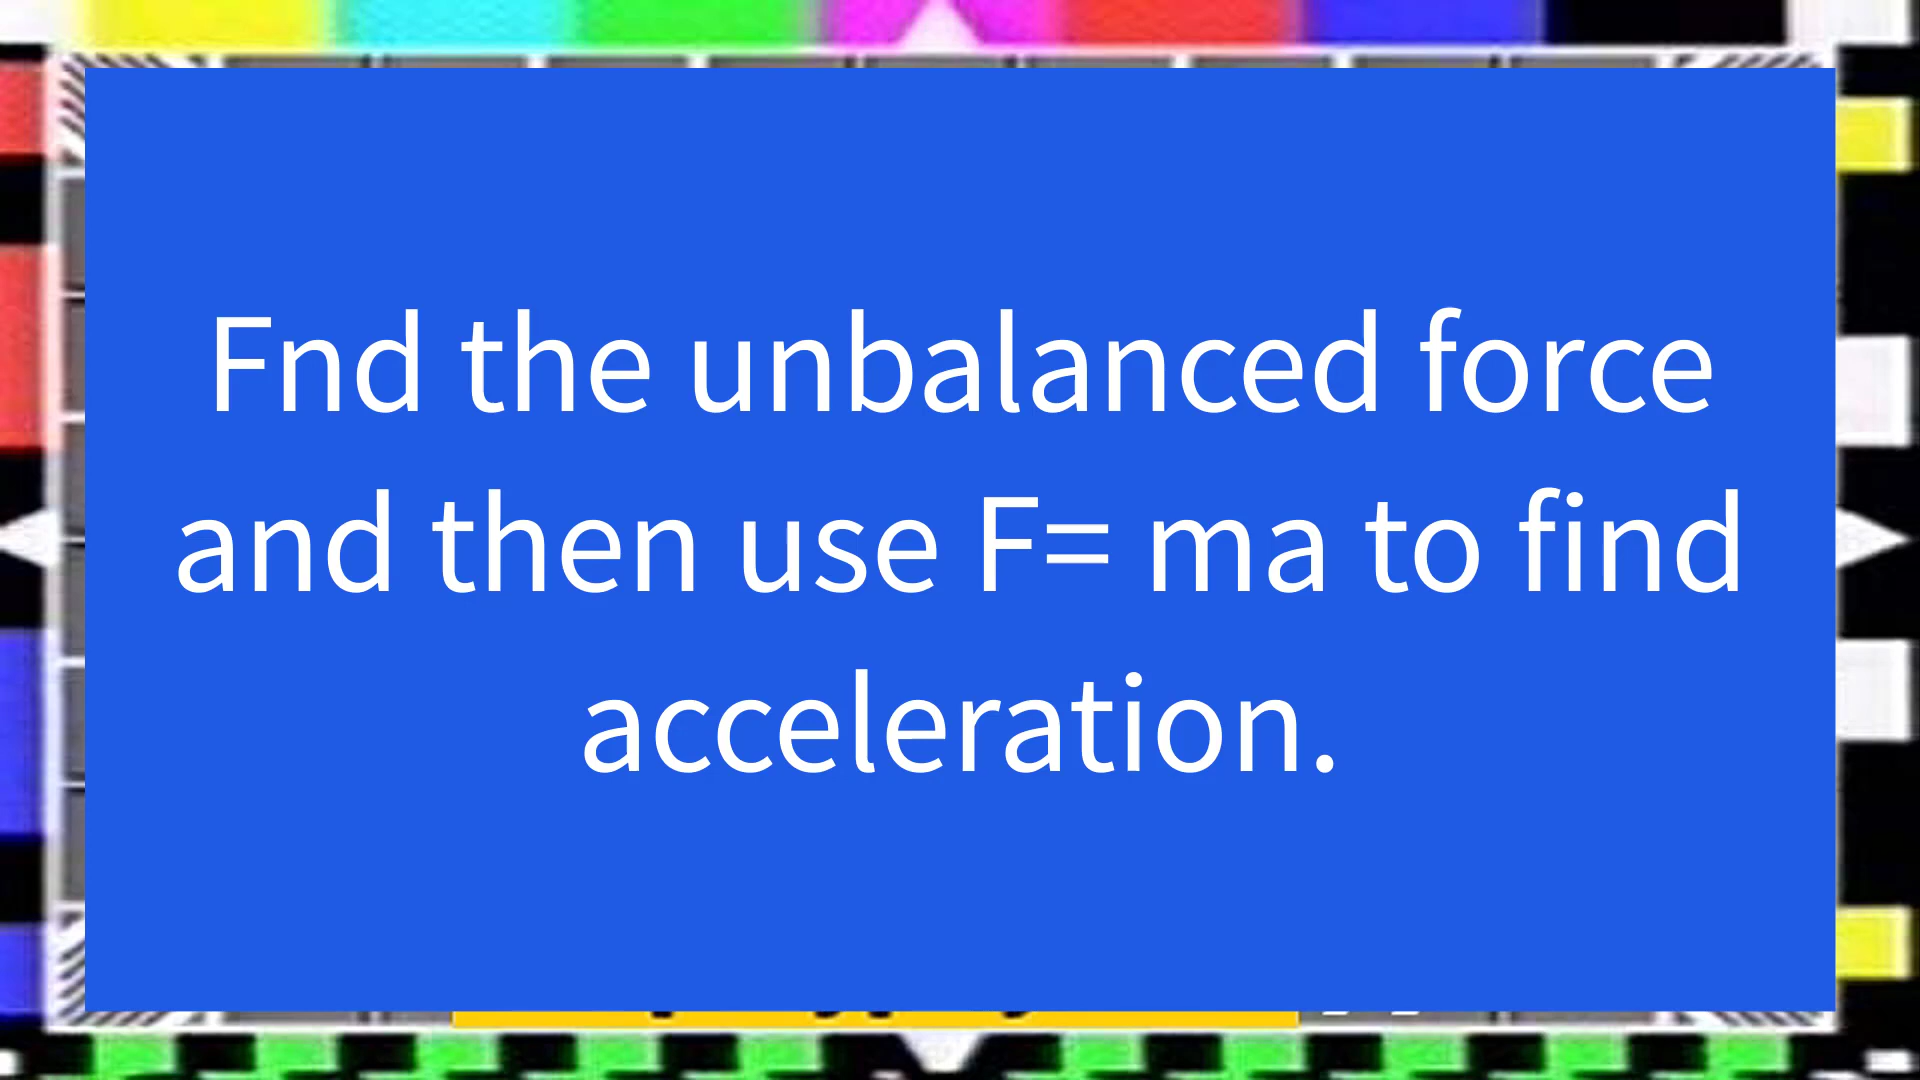 Fnd the unbalanced force
and then use F= ma to find
acceleration.